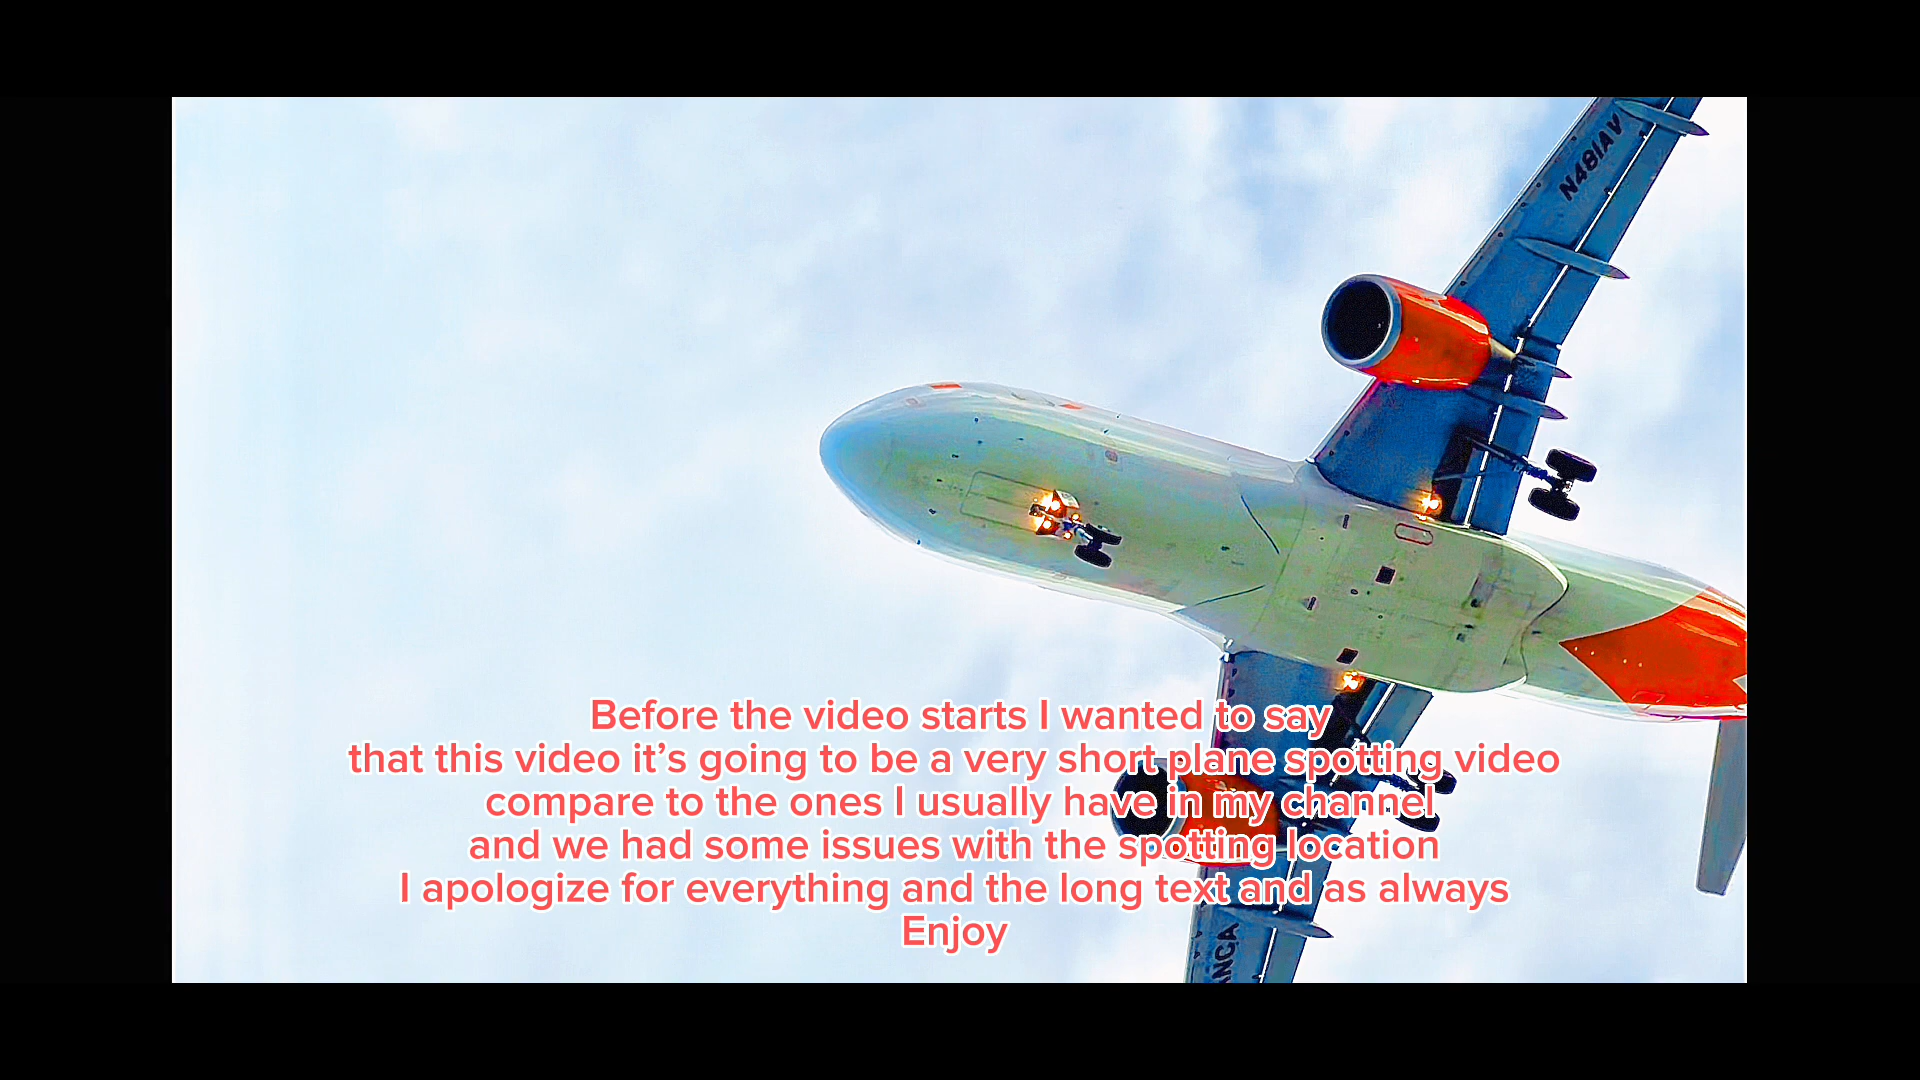 N481AV
Before the video starts I wanted to say
that this video it’s going to be a very short plane spotting video
compare to the ones I usually have in my channel
and we had some issues with the spotting location
I apologize for everything and the long text and as always
Enjoy